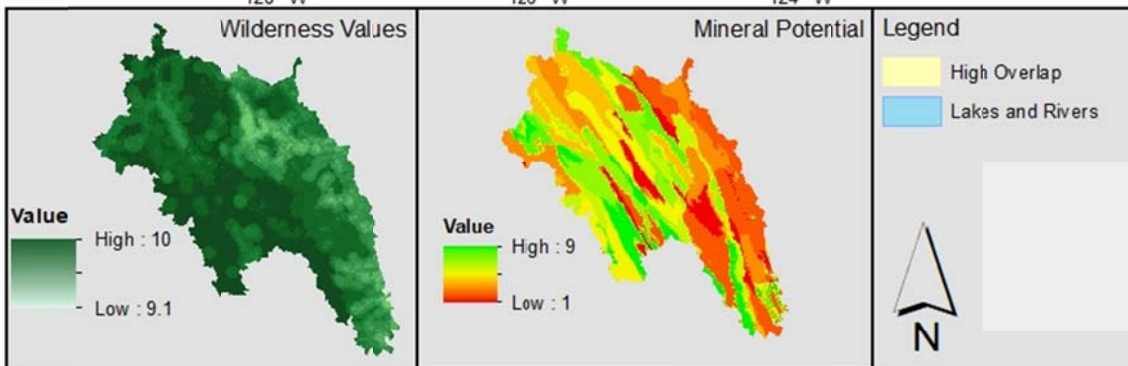 124° W
Wilderness Values
Value
High : 10
Low : 9.1
Mineral Potential
Value
High : 9
Low : 1
Legend
High Overlap
Lakes and Rivers
N